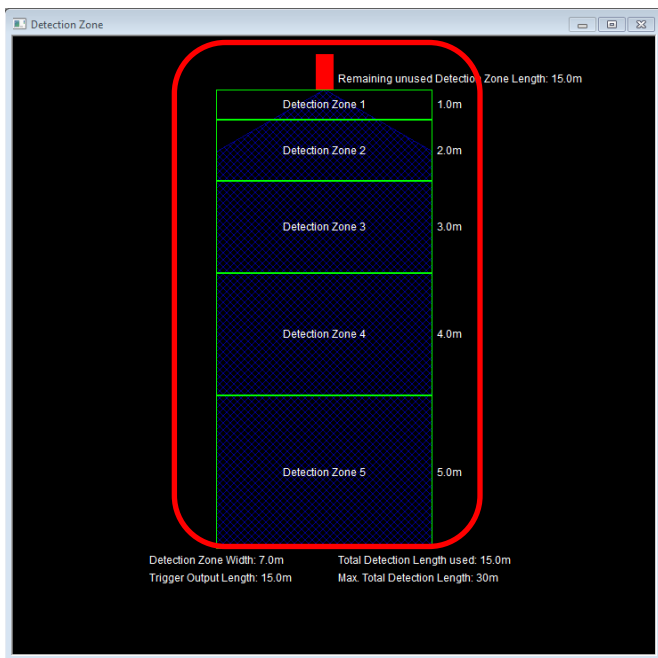 Detection Zone
Remaining unused Detection Zone Length: 15.0m
Detection Zone 1 1.0m
Detection Zone 2 2.0m
Detection Zone 3 3.0m
Detection Zone 4 4.0m
Detection Zone 5 5.0m
Detection Zone Width: 7.0m Total Detection Length used: 15.0m
Trigger Output Length: 15.0m Max. Total Detection Length: 30m